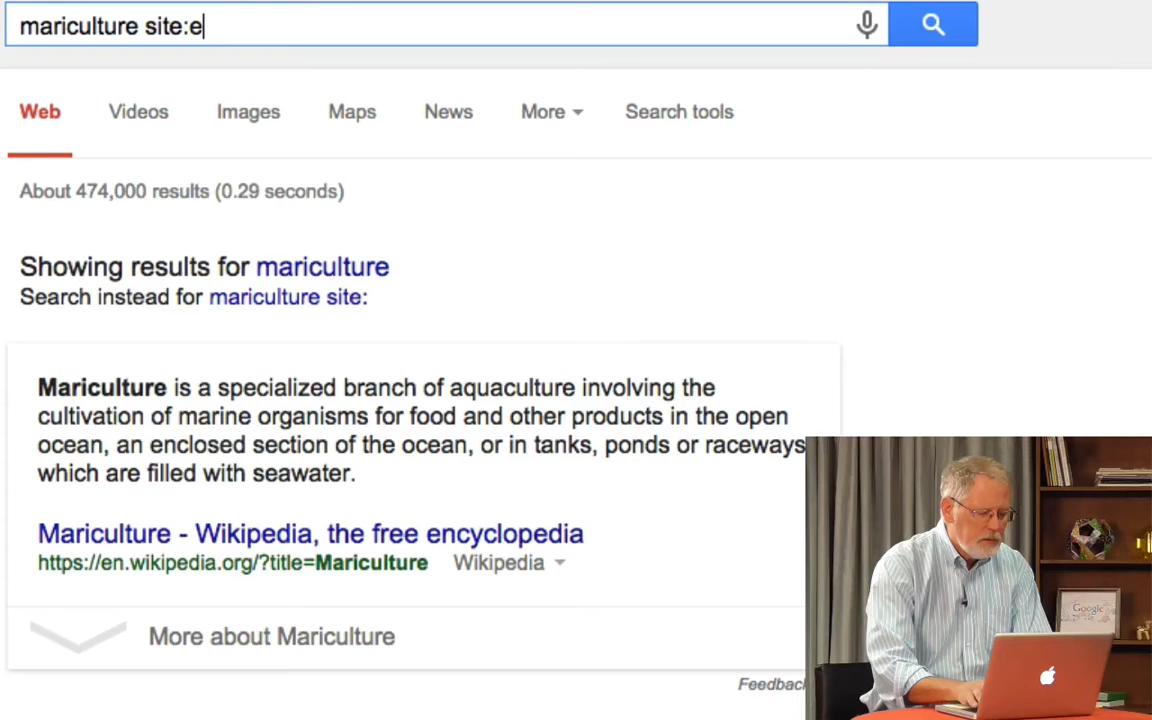 mariculture site:e
Web Videos Images Maps News More Search tools
About 474,000 results (0.29 seconds)
Showing results for mariculture
Search instead for mariculture site:
Mariculture is a specialized branch of aquaculture involving the
cultivation of marine organisms for food and other products in the open
ocean, an enclosed section of the ocean, or in tanks, ponds or raceways
which are filled with seawater.
Mariculture - Wikipedia, the free encyclopedia
https://en.wikipedia.org/?title=Mariculture Wikipedia
More about Mariculture
Feedback
Google